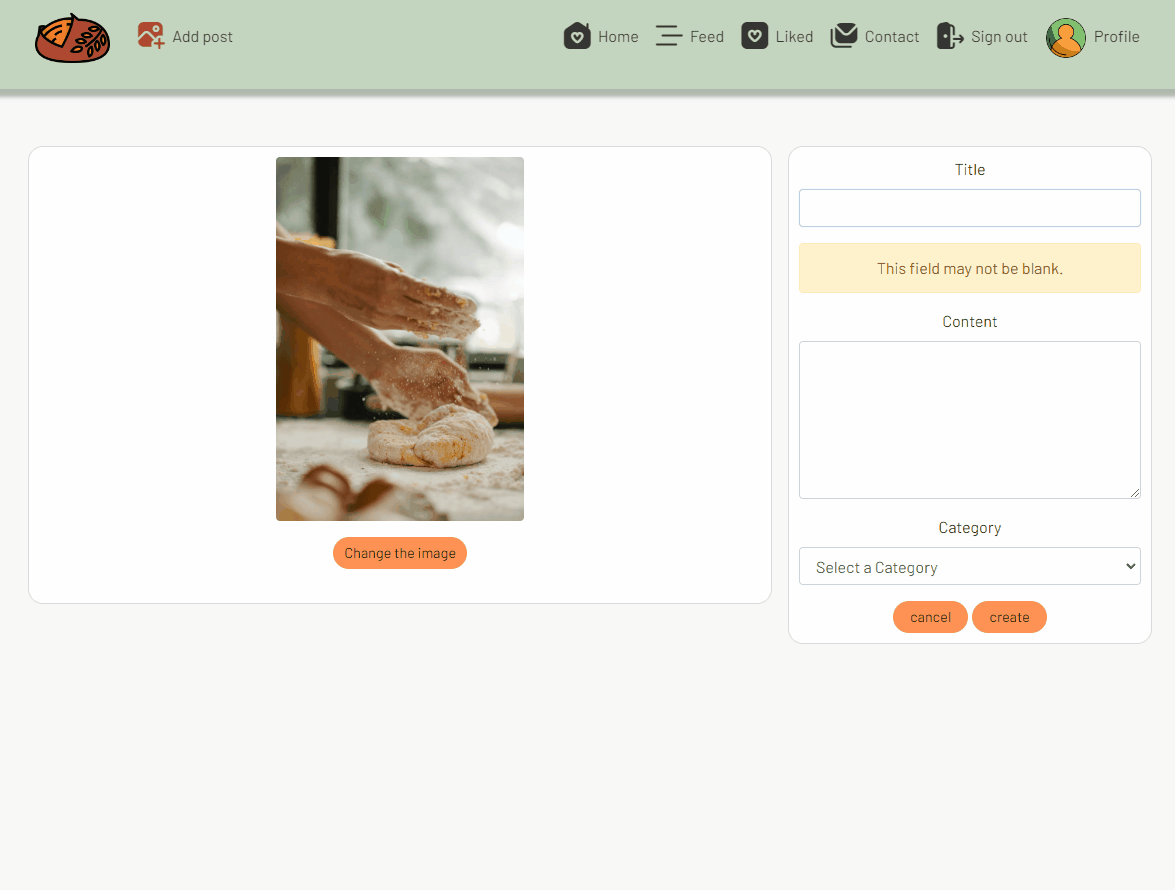 Add post
Home
Feed
Liked
Contact
Sign out
Profile
Change the image
Title
This field may not be blank.
Content
Category
Select a Category
cancel
create